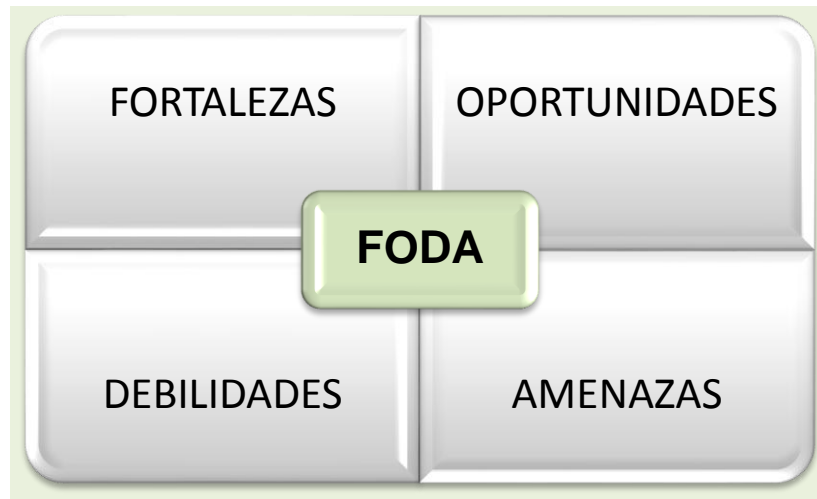 FORTALEZAS
OPORTUNIDADES
FODA
DEBILIDADES
AMENAZAS